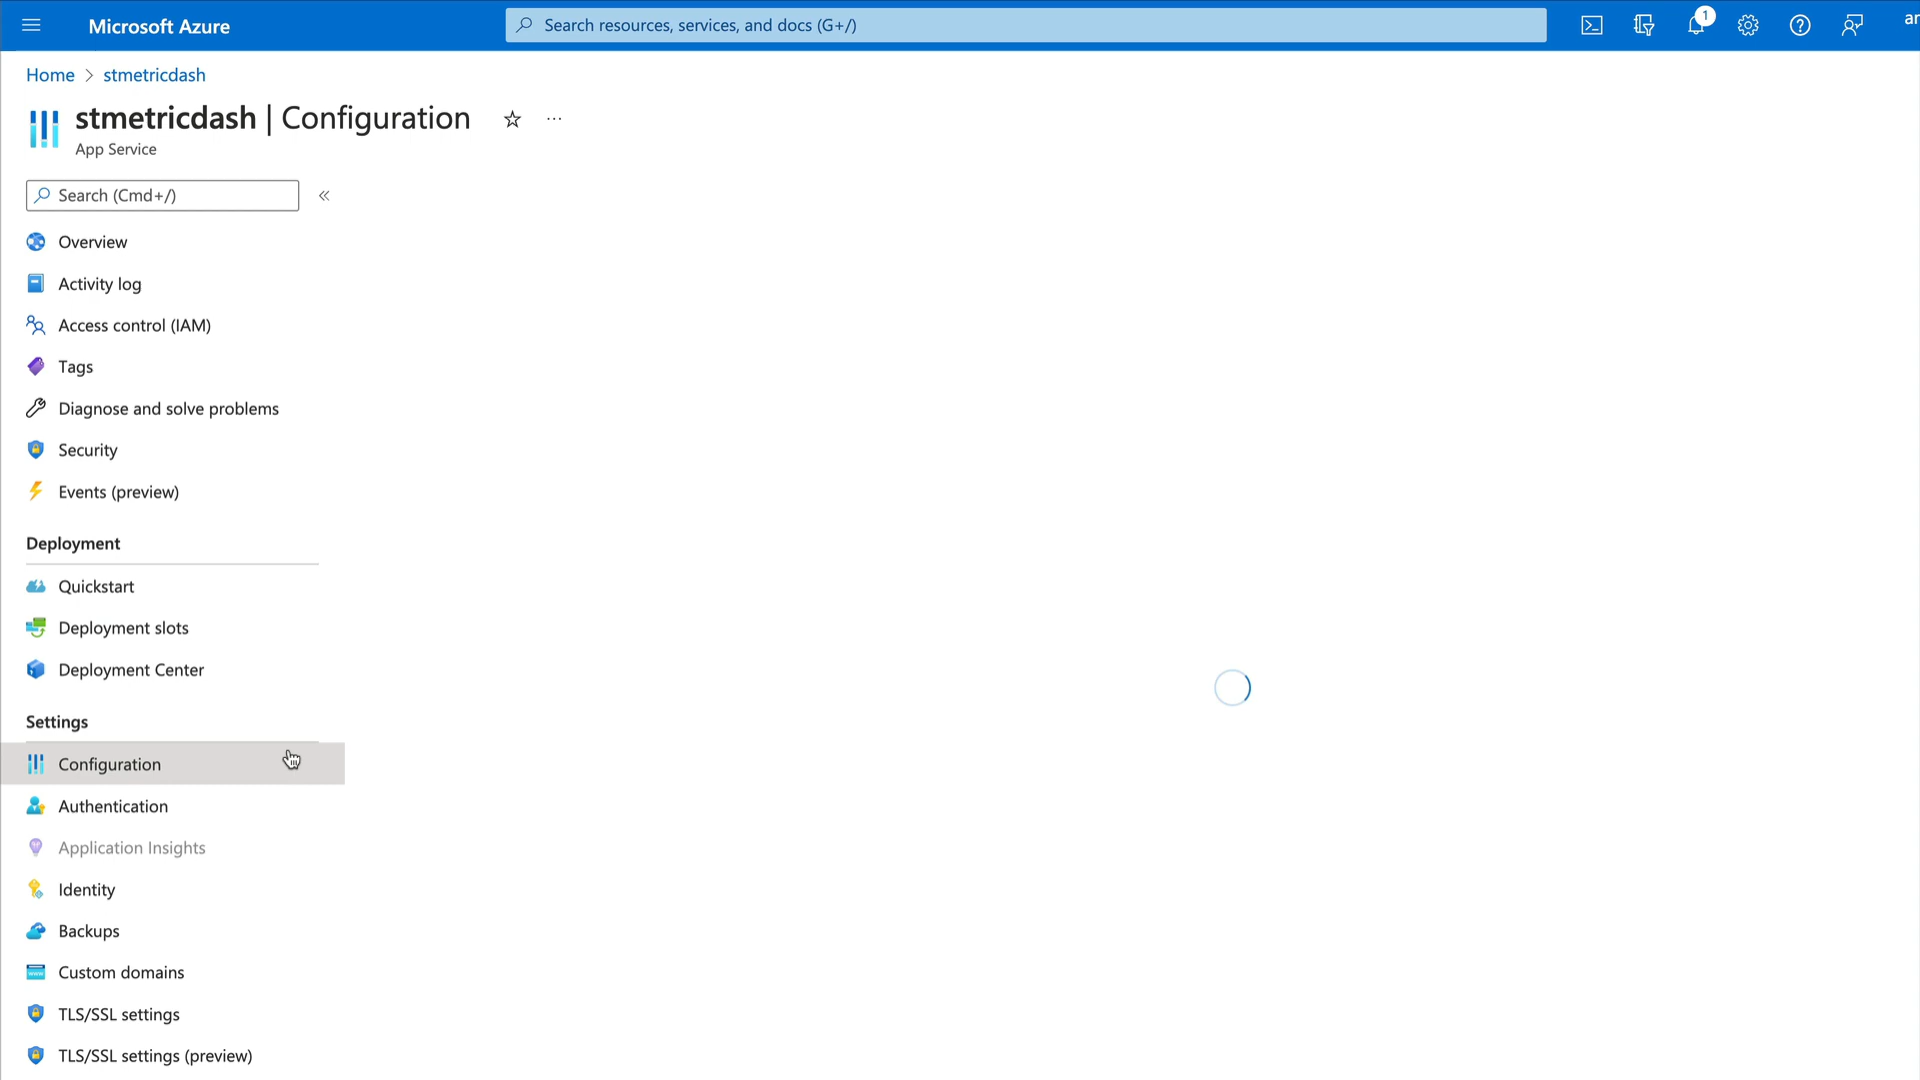 Microsoft Azure
Search resources, services, and docs (G+/)
1
Home > stmetricdash
stmetricdash | Configuration
App Service
Search (Cmd+/)
Overview
Activity log
Access control (IAM)
Tags
Diagnose and solve problems
Security
Events (preview)
Deployment
Quickstart
Deployment slots
Deployment Center
Settings
Configuration
Authentication
Application Insights
Identity
Backups
Custom domains
TLS/SSL settings
TLS/SSL settings (preview)